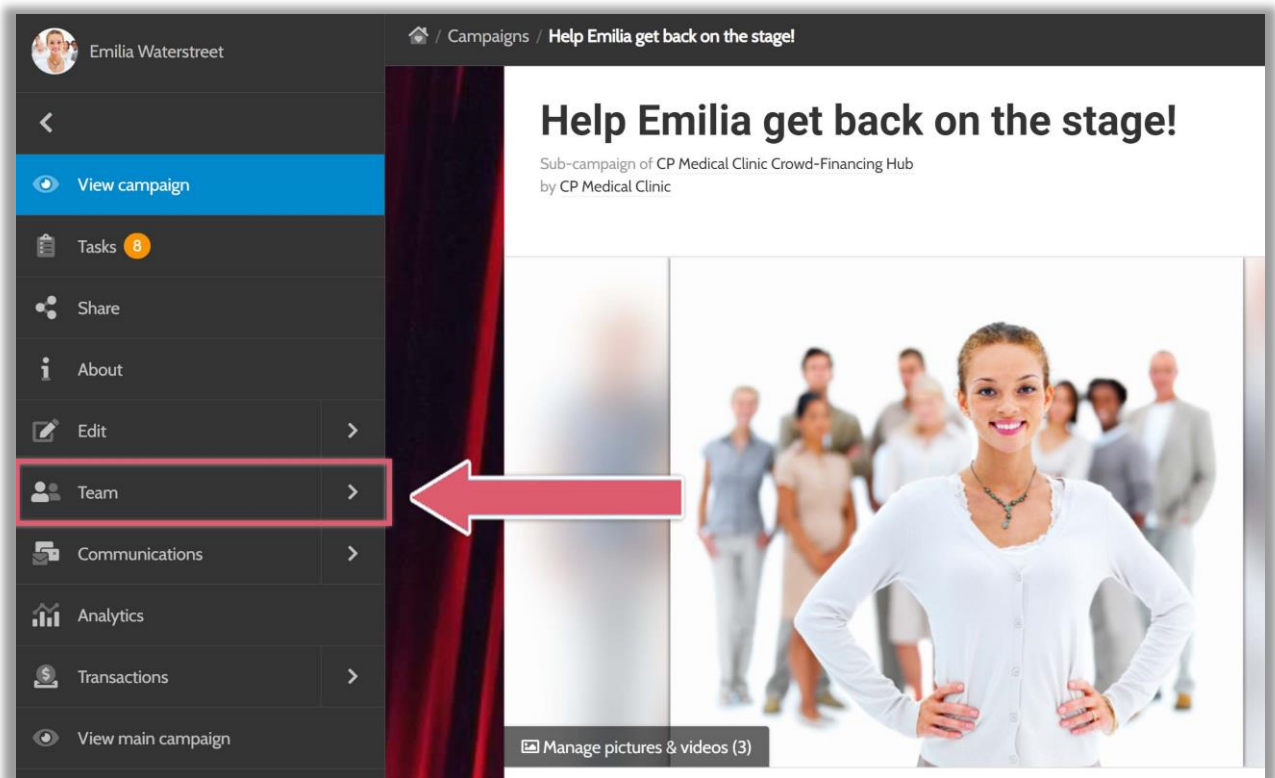 Emilia Waterstreet
/ Campaigns / Help Emilia get back on the stage!
View campaign
Tasks 8
Share
About
Edit
Team
Communications
Analytics
Transactions
View main campaign
Help Emilia get back on the stage!
Sub-campaign of CP Medical Clinic Crowd-Financing Hub
by CP Medical Clinic
Manage pictures & videos (3)